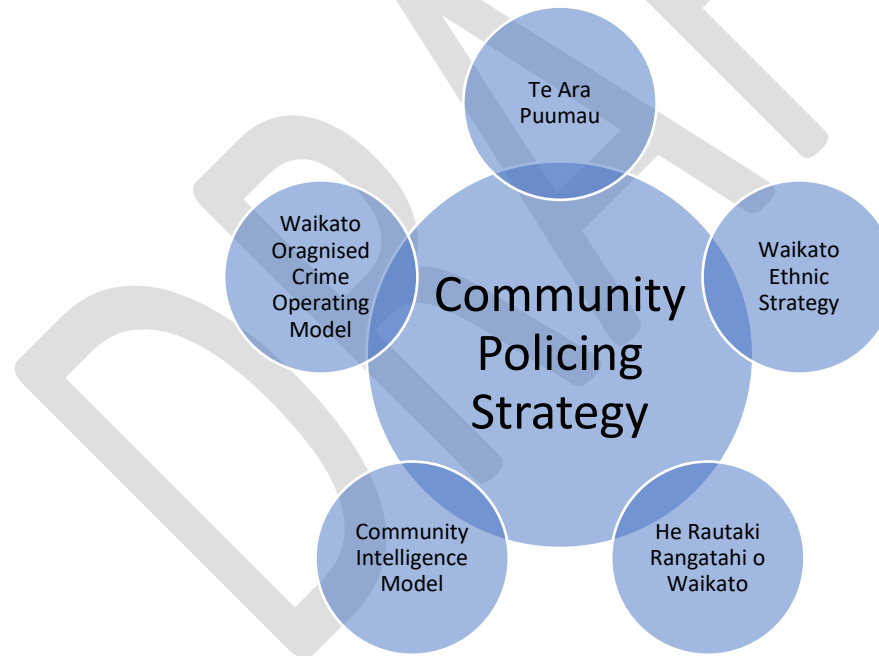 Te Ara
Puumau
Waikato
Oragnised
Crime
Operating
Model
Waikato
Ethnic
Strategy
Community
Policing
Strategy
Community
Intelligence
Model
He Rautaki
Rangatahi o
Waikato
DRAF